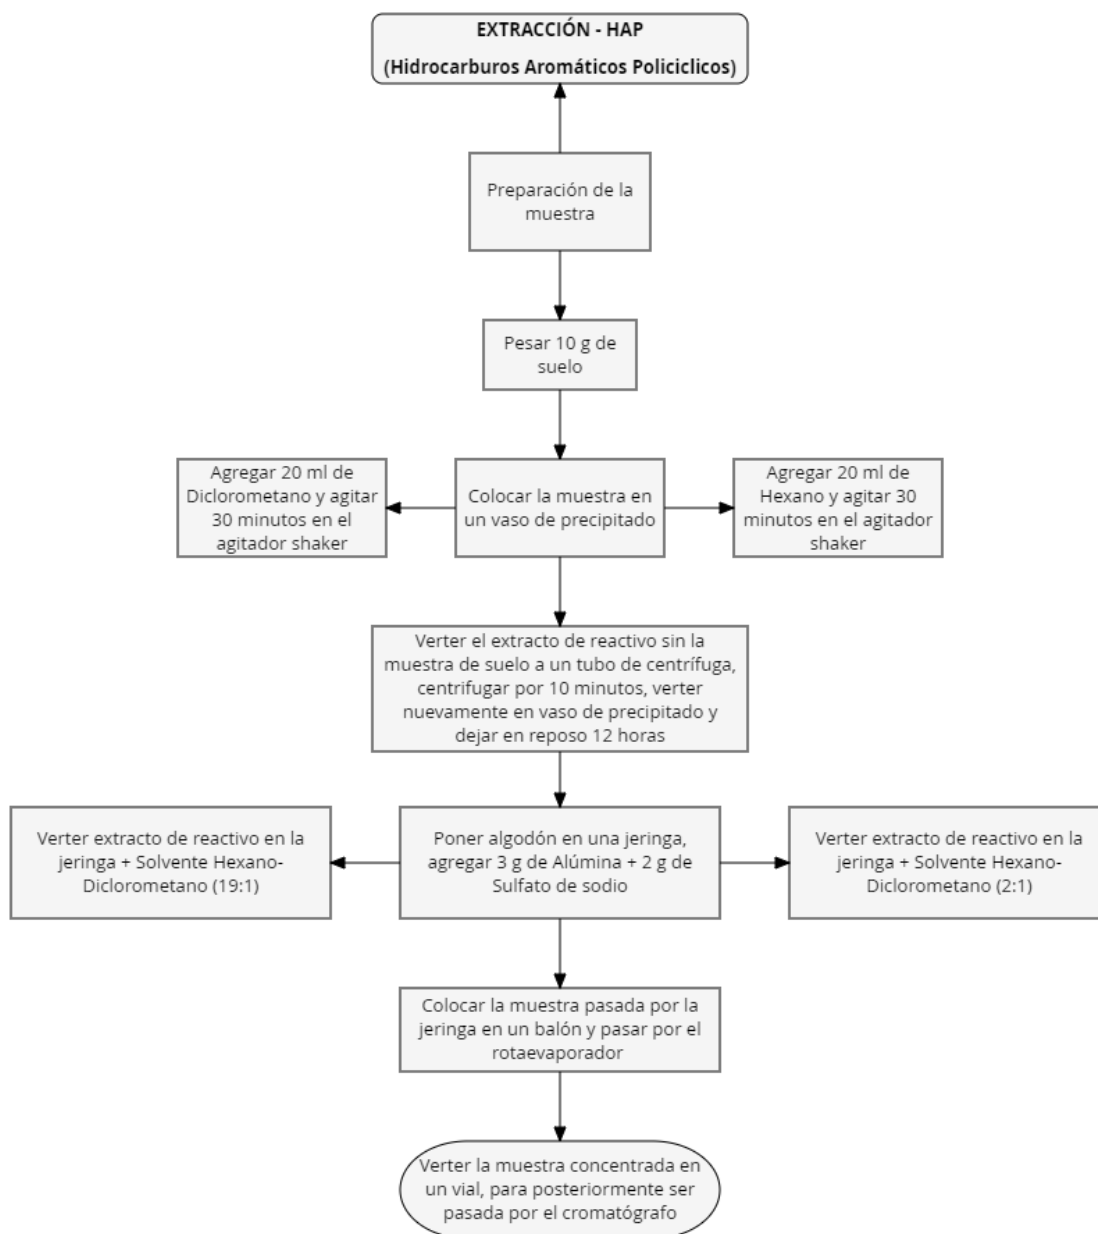 EXTRACCIÓN - HAP
(Hidrocarburos Aromáticos Policiclicos)
Preparación de la
muestra
Pesar 10 g de
suelo
Agregar 20 ml de
Diclorometano y agitar
30 minutos en el
agitador shaker
Colocar la muestra en
un vaso de precipitado
Agregar 20 ml de
Hexano y agitar 30
minutos en el agitador
shaker
Verter el extracto de reactivo sin la
muestra de suelo a un tubo de centrífuga,
centrifugar por 10 minutos, verter
nuevamente en vaso de precipitado y
dejar en reposo 12 horas
Verter extracto de reactivo en la
jeringa + Solvente Hexano-
Diclorometano (19:1)
Poner algodón en una jeringa,
agregar 3 g de Alúmina + 2 g de
Sulfato de sodio
Verter extracto de reactivo en la
jeringa + Solvente Hexano-
Diclorometano (2:1)
Colocar la muestra pasada por la
jeringa en un balón y pasar por el
rotaevaporador
Verter la muestra concentrada en
un vial, para posteriormente ser
pasada por el cromatógrafo